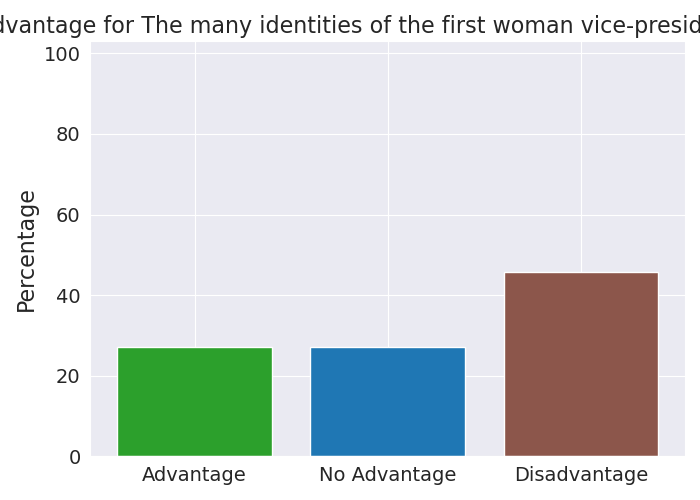 dvantage for The many identities of the first woman vice-presid
100
80
60
40
20
0
Percentage
Advantage No Advantage Disadvantage